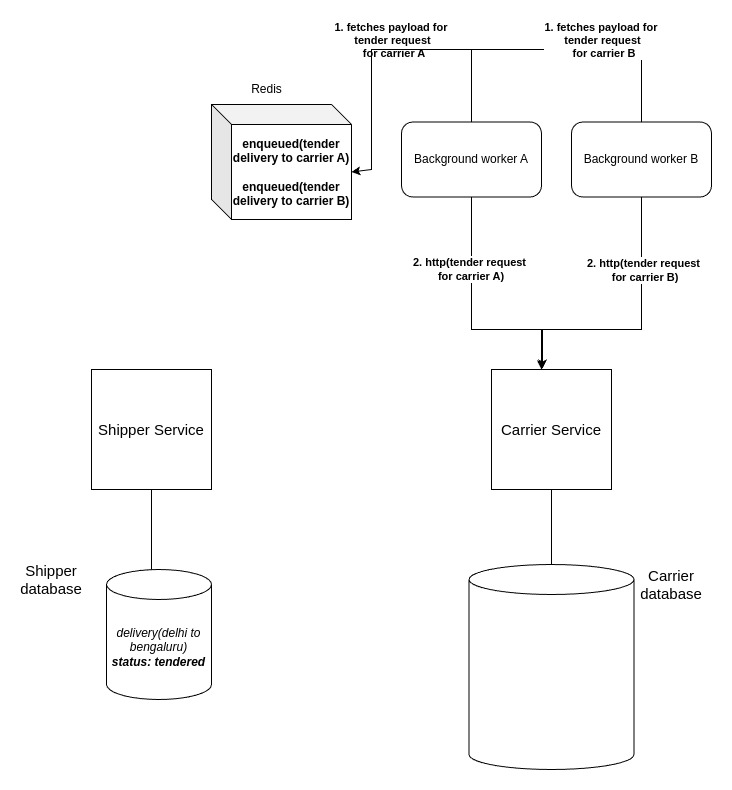 1. fetches payload for
tender request
for carrier A
1. fetches payload for
tender request
for carrier B
Redis
enqueued(tender
delivery to carrier A)
enqueued(tender
delivery to carrier B)
Background worker A
Background worker B
2. http(tender request
for carrier A)
2. http(tender request
for carrier B)
Shipper Service
Carrier Service
Shipper
database
Carrier
database
delivery(delhi to
bengaluru)
status: tendered